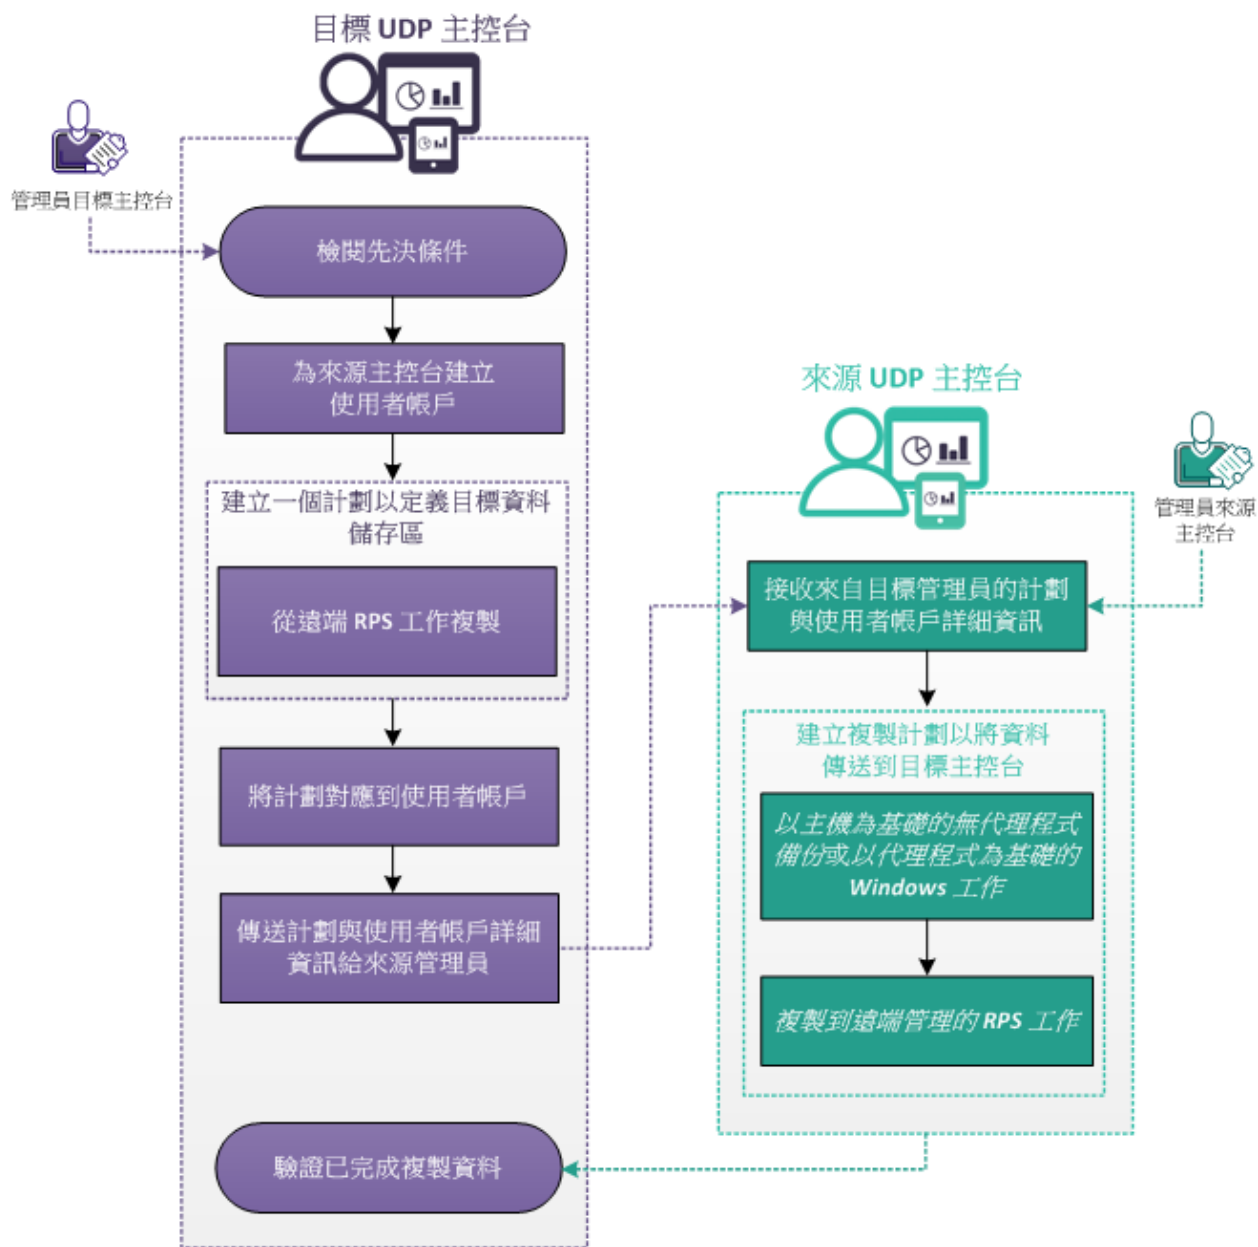 目標 UDP 主控台
管理員目標主控台
檢閱先決條件
為來源主控台建立
使用者帳戶
建立一個計劃以定義目標資料
儲存區
從遠端 RPS 工作複製
將計劃對應到使用者帳戶
傳送計劃與使用者帳戶詳細
資訊給來源管理員
驗證已完成複製資料
來源 UDP 主控台
管理員來源
主控台
接收來自目標管理員的計劃
與使用者帳戶詳細資訊
建立複製計劃以將資料
傳送到目標主控台
以主機為基礎的無代理程式
備份或以代理程式為基礎的
Windows 工作
複製到遠端管理的 RPS 工作